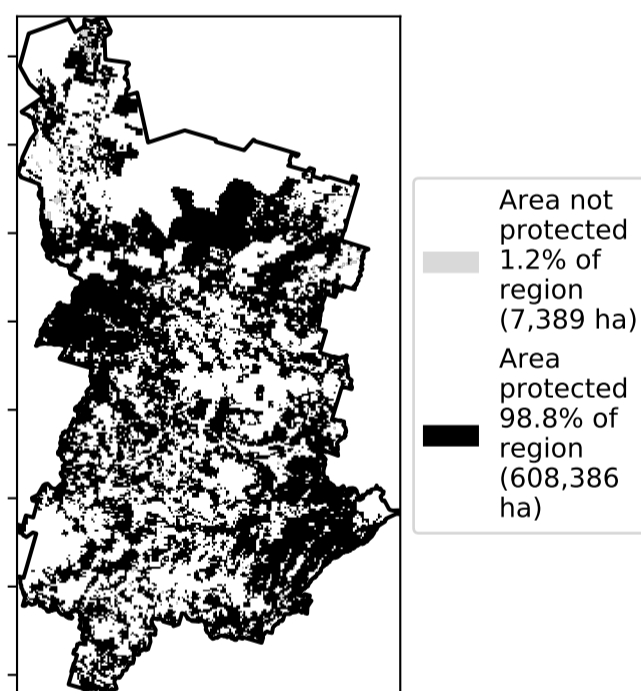 Area not
protected
1.2% of
region
(7,389 ha)
Area
protected
98.8% of
region
(608,386
ha)